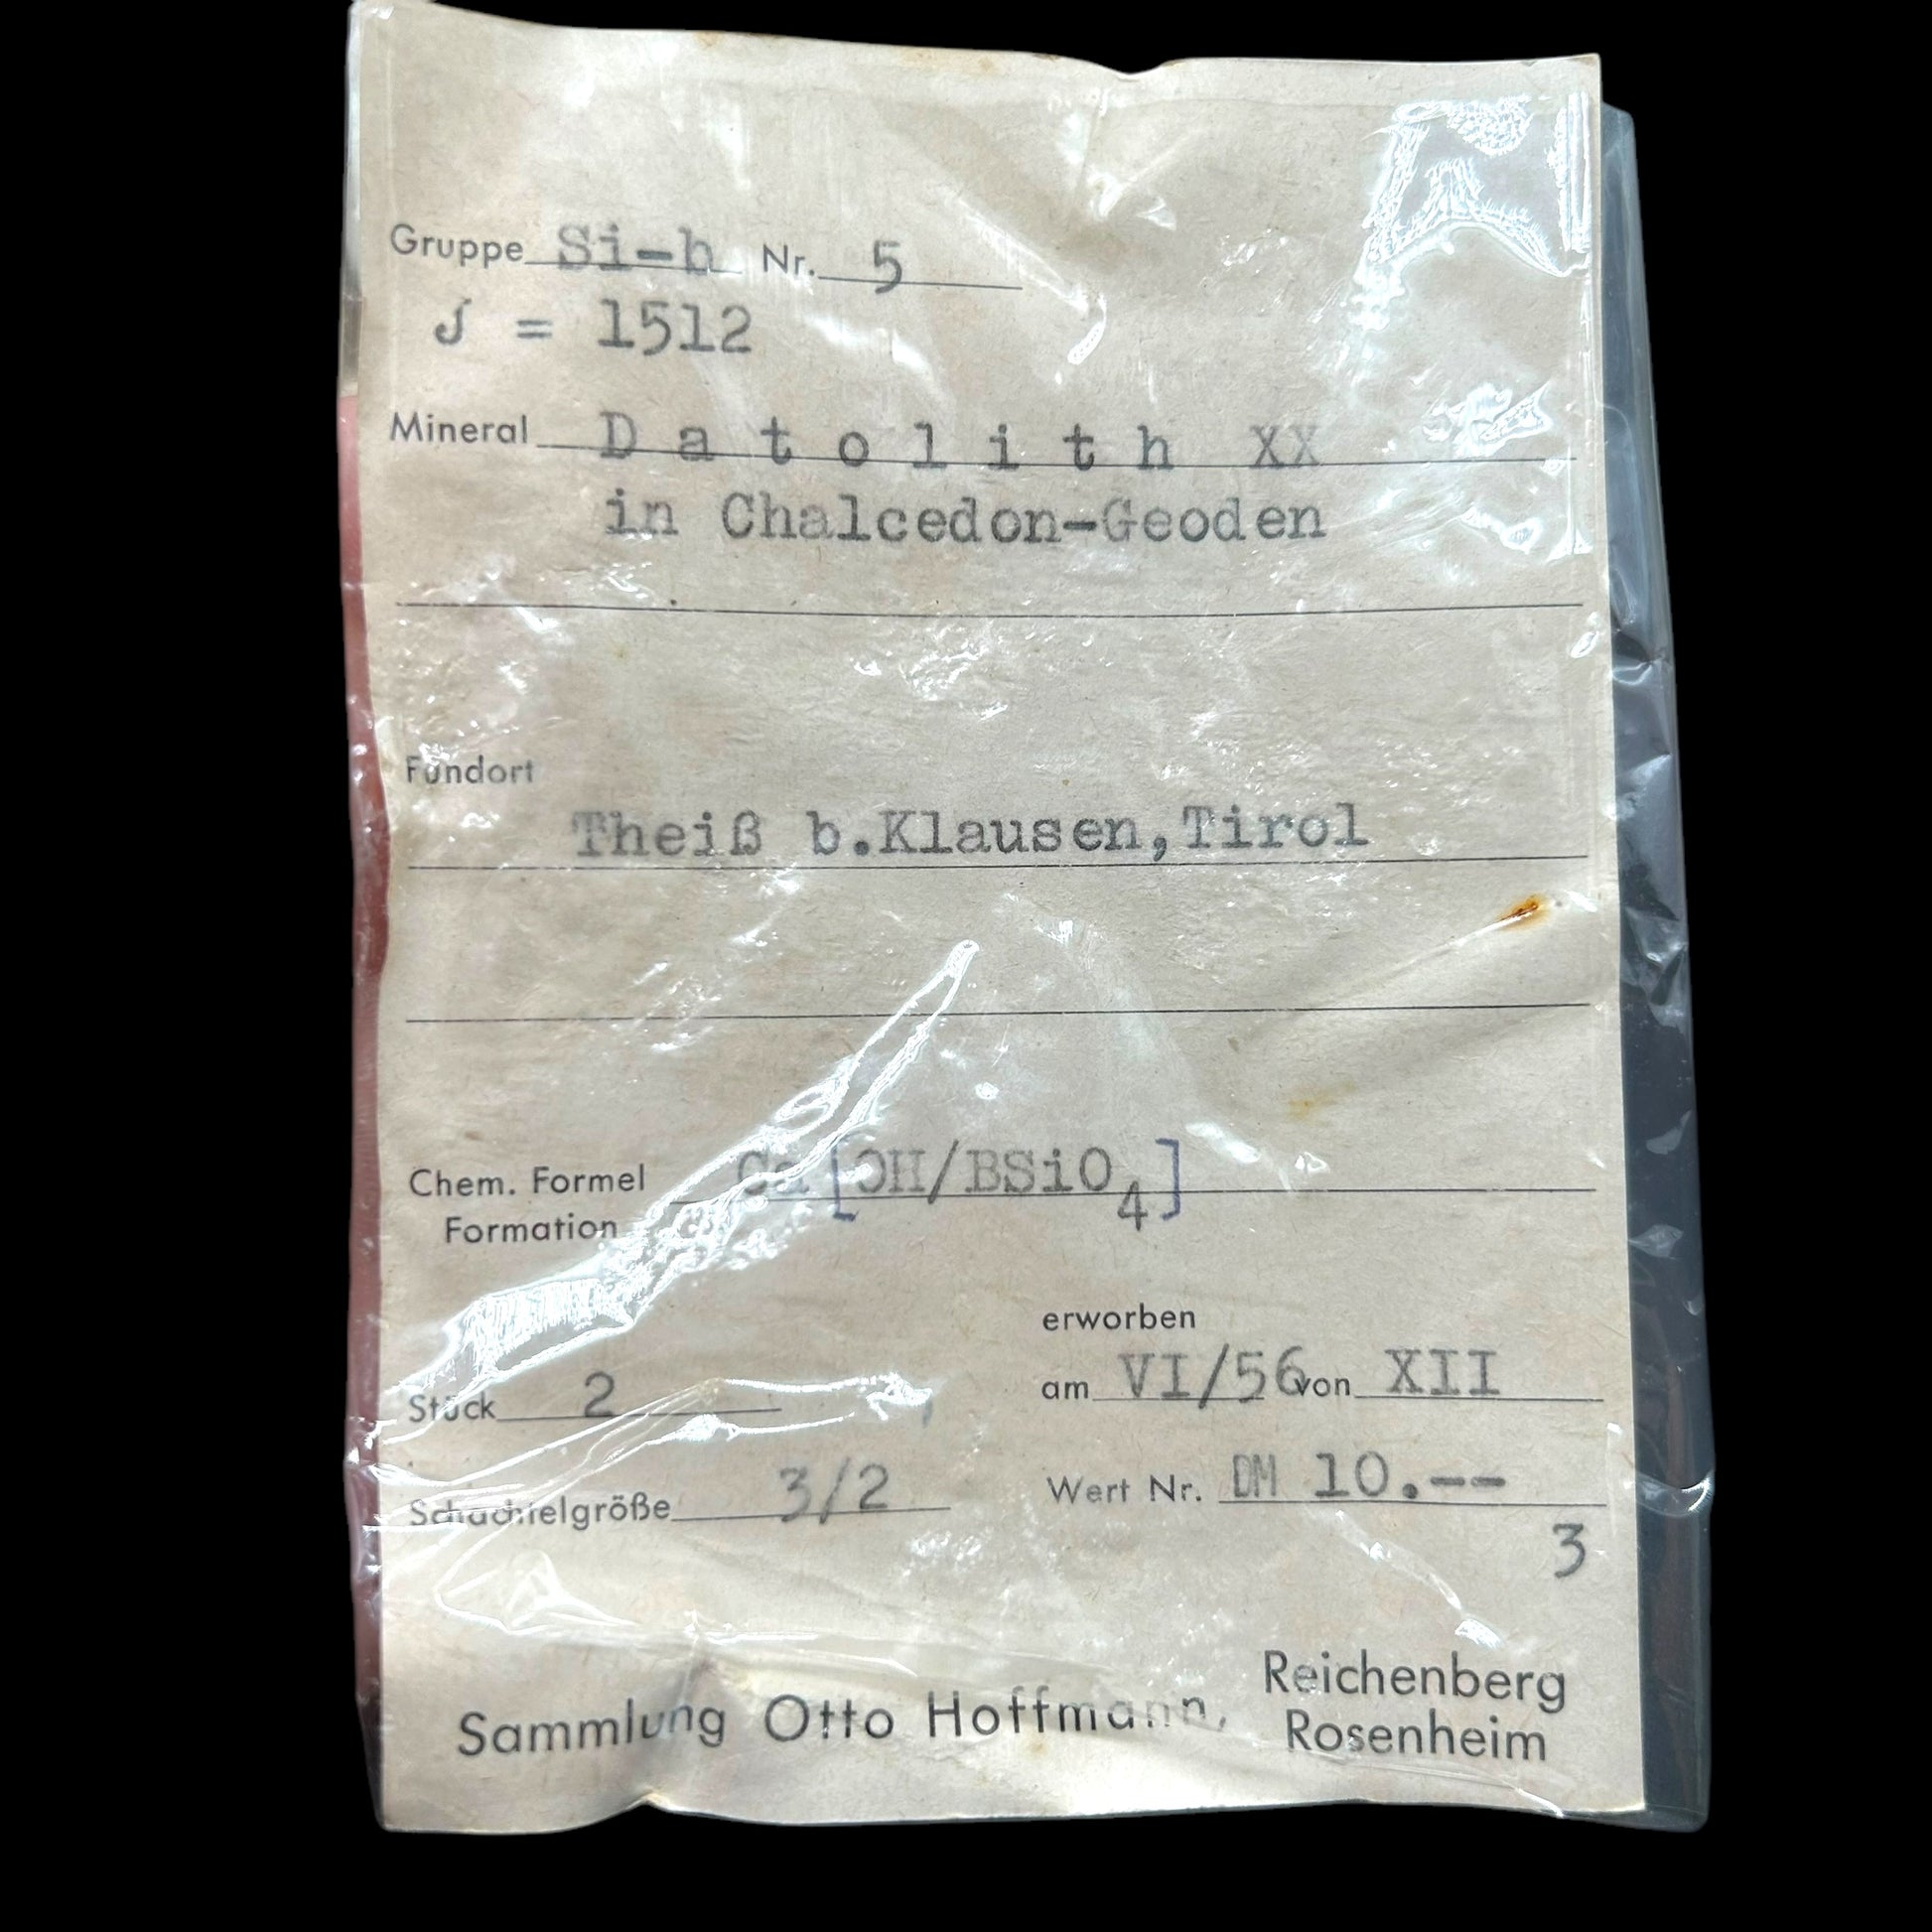 Gruppe Si-h Nr. 5
J = 1512
Mineral Datolith XX
in Chalcedon-Geoden
Fundort
Theiß b.Klausen,Tirol
Chem. Formel Ca[OH/BSiO4]
Formation
erworben
Stück 2 am VI/56 von XII
Schachtelgröße 3/2 Wert Nr. DM 10.--
3
Sammlung Otto Hoffmann, Reichenberg
Rosenheim